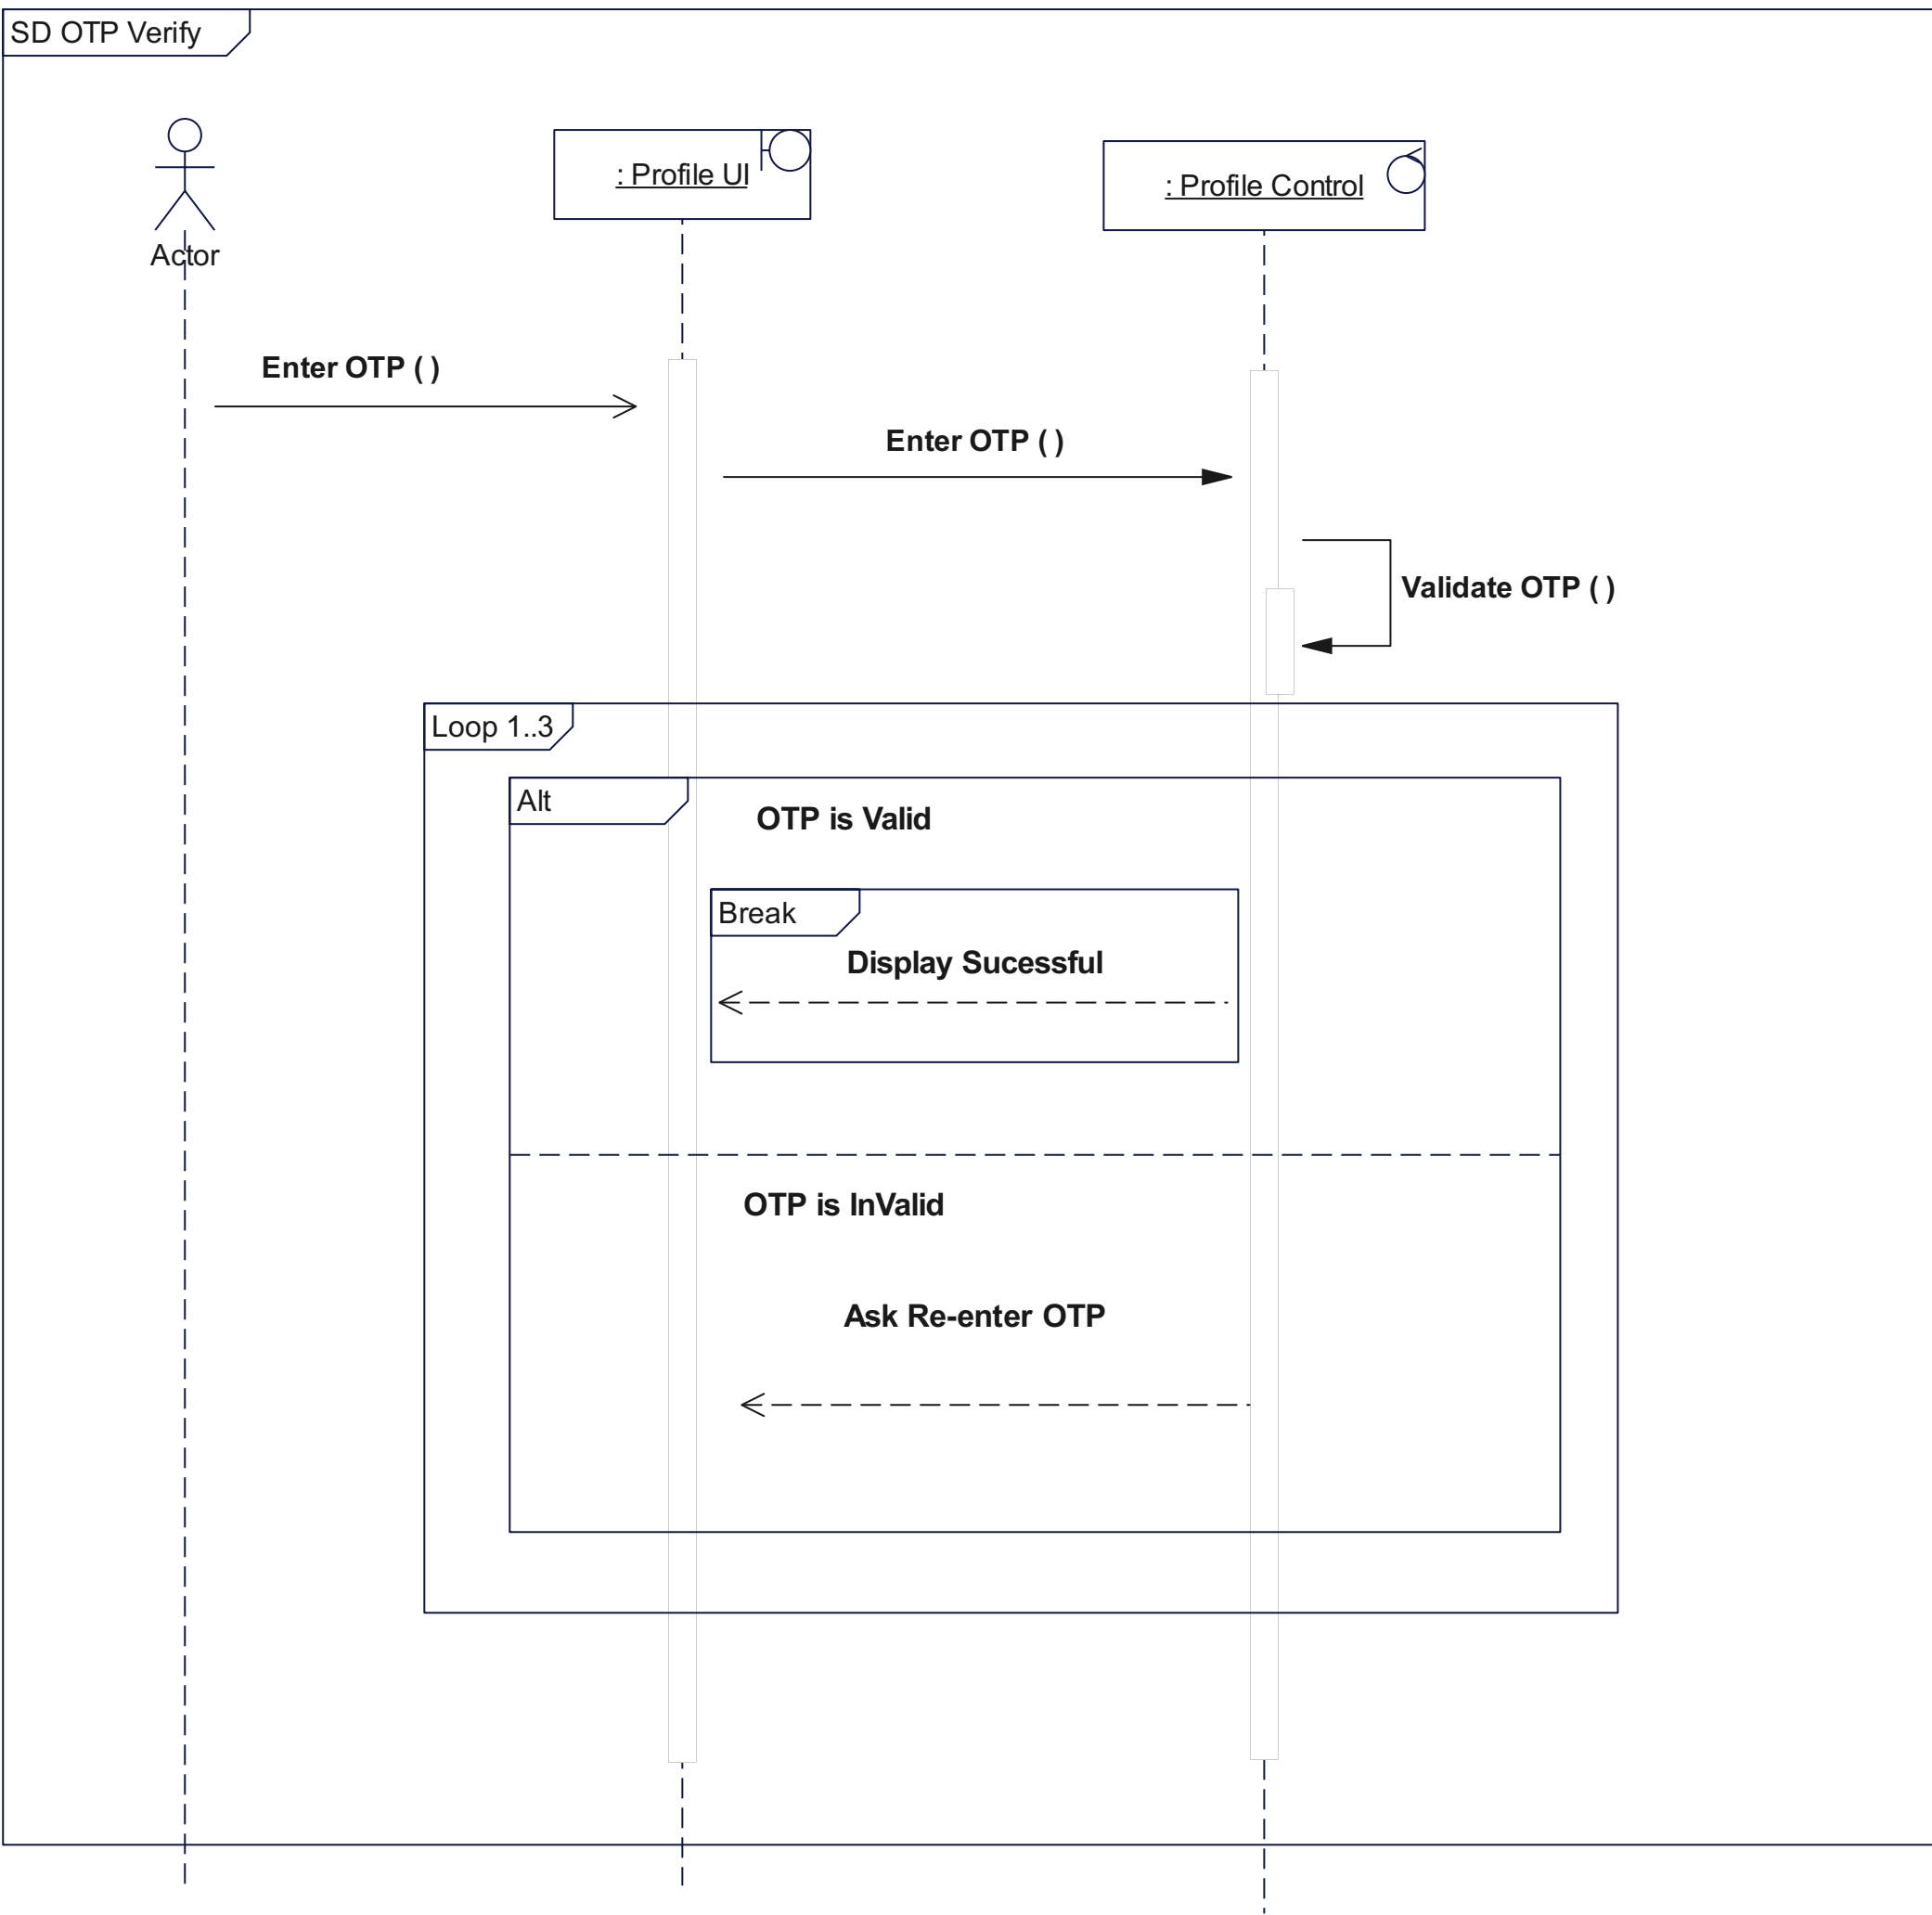 SD OTP Verify
: Profile UI
: Profile Control
Actor
Enter OTP ( )
Enter OTP ( )
Validate OTP ( )
Loop 1..3
Alt
OTP is Valid
Break
Display Sucessful
OTP is InValid
Ask Re-enter OTP